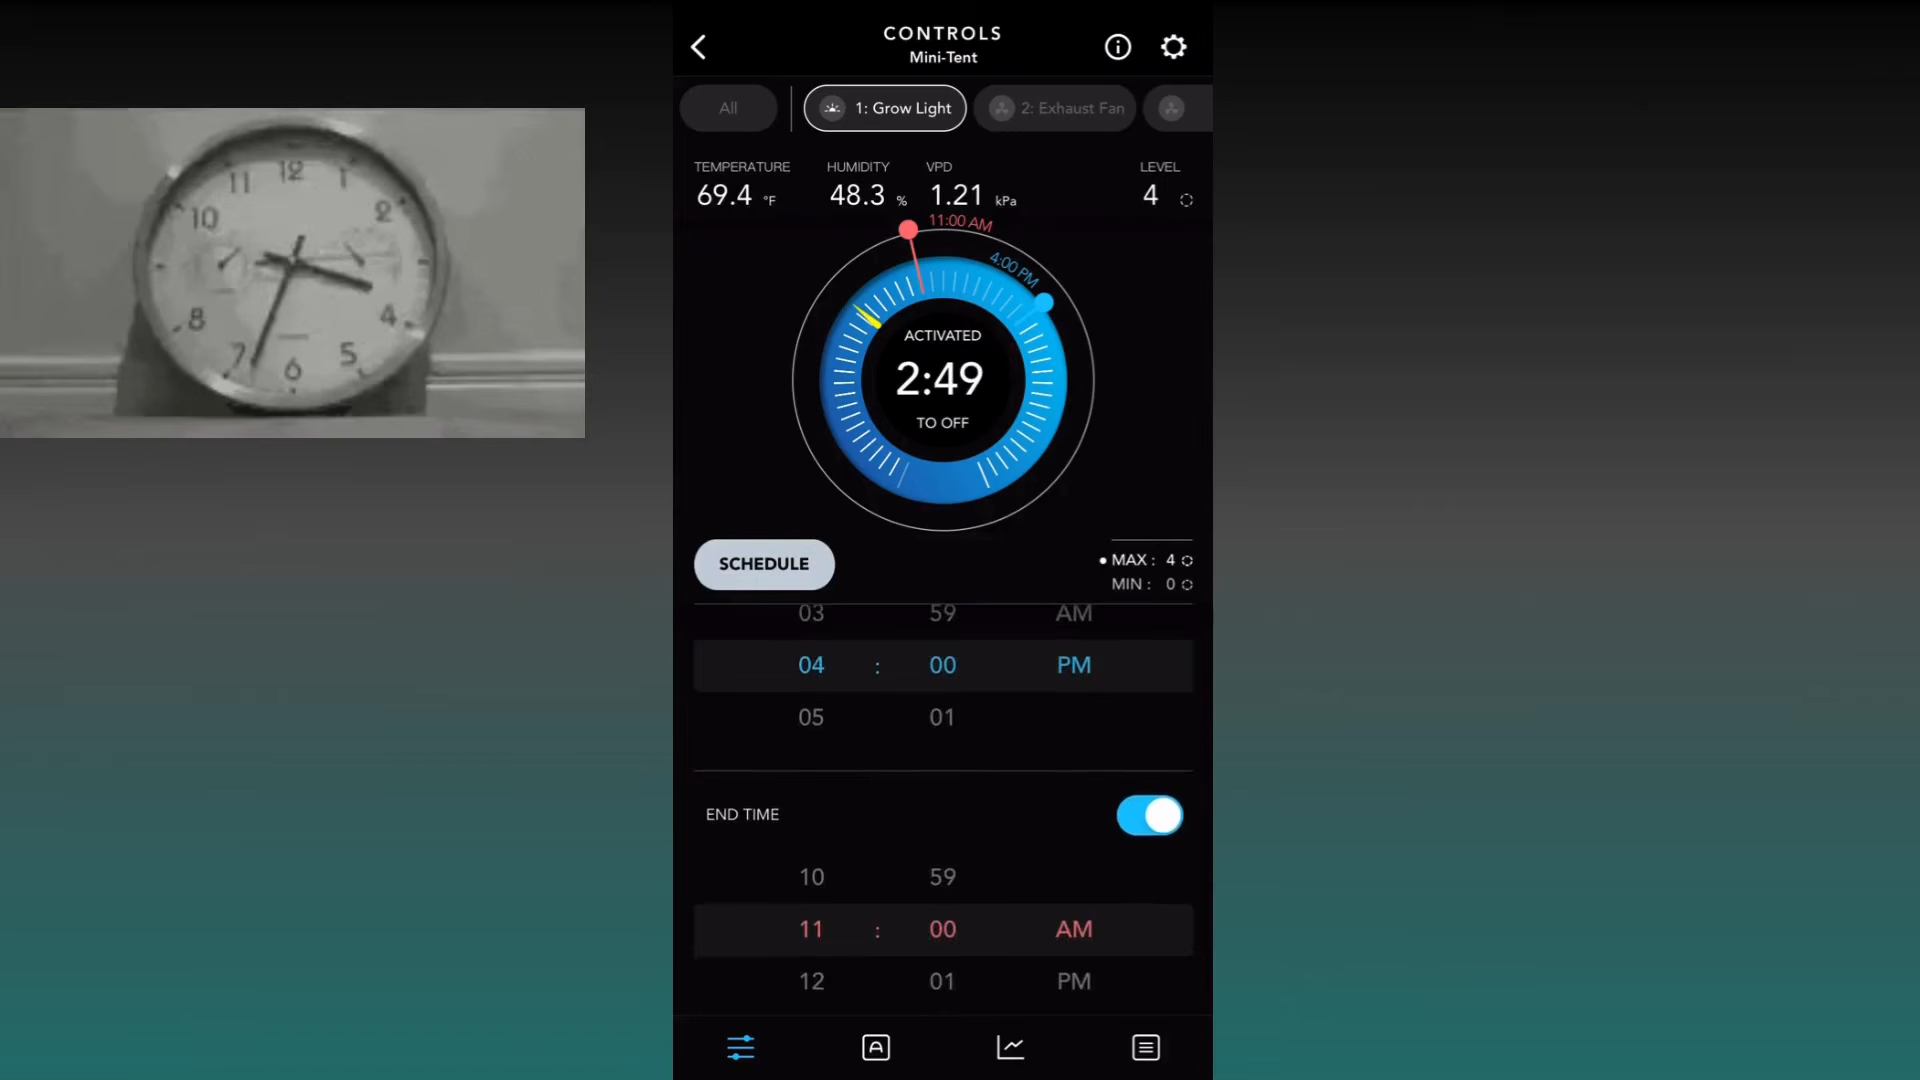 CONTROLS
Mini-Tent
All
1: Grow Light
2: Exhaust Fan
TEMPERATURE
69.4 °F
HUMIDITY
48.3 %
VPD
1.21 kPa
LEVEL
4
11:00 AM
4:00 PM
ACTIVATED
2:49
TO OFF
SCHEDULE
MAX : 4
MIN : 0
03 59 AM
04 : 00 PM
05 01
END TIME
10 59
11 : 00 AM
12 01 PM
A
12
1
2
4
5
6
7
8
10
11